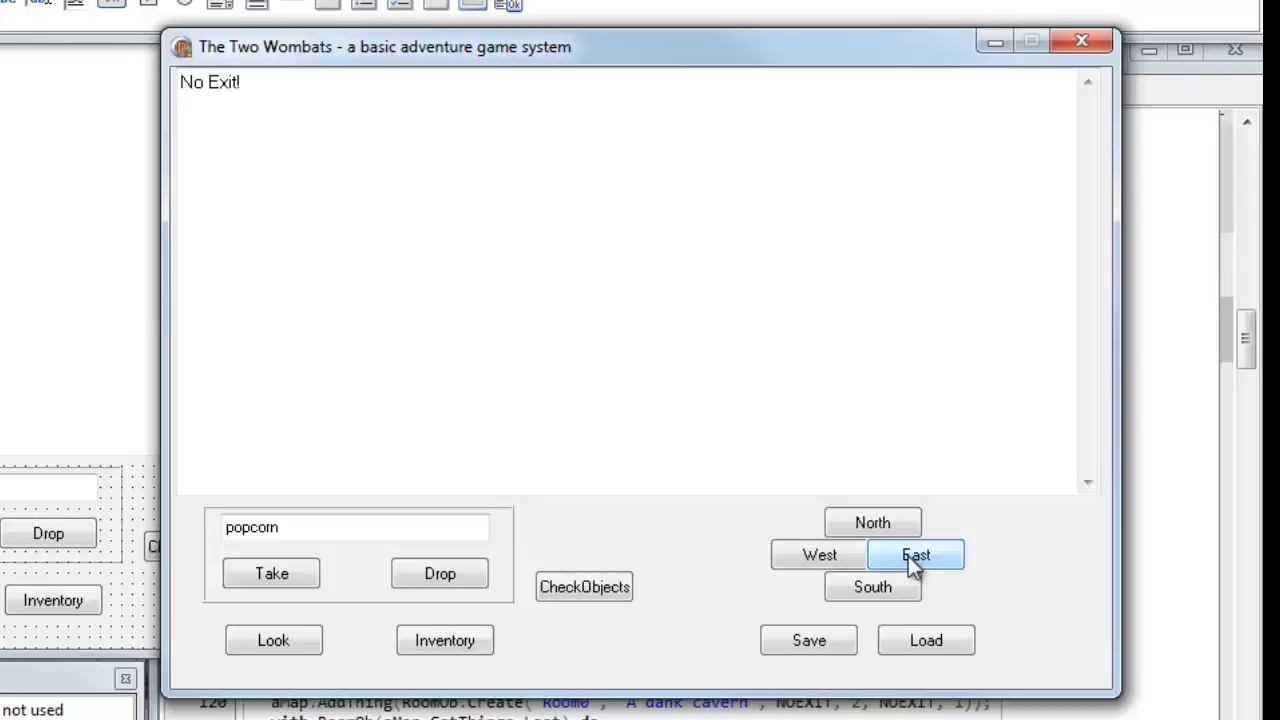 The Two Wombats - a basic adventure game system
No Exit!
popcorn
North
West
East
Take
Drop
CheckObjects
South
Look
Inventory
Save
Load
Drop
Inventory
not used
120 amap.AddThing(RoomOb.Create('Room0', 'A dank cavern', NOEXIT, 2, NOEXIT, 1));